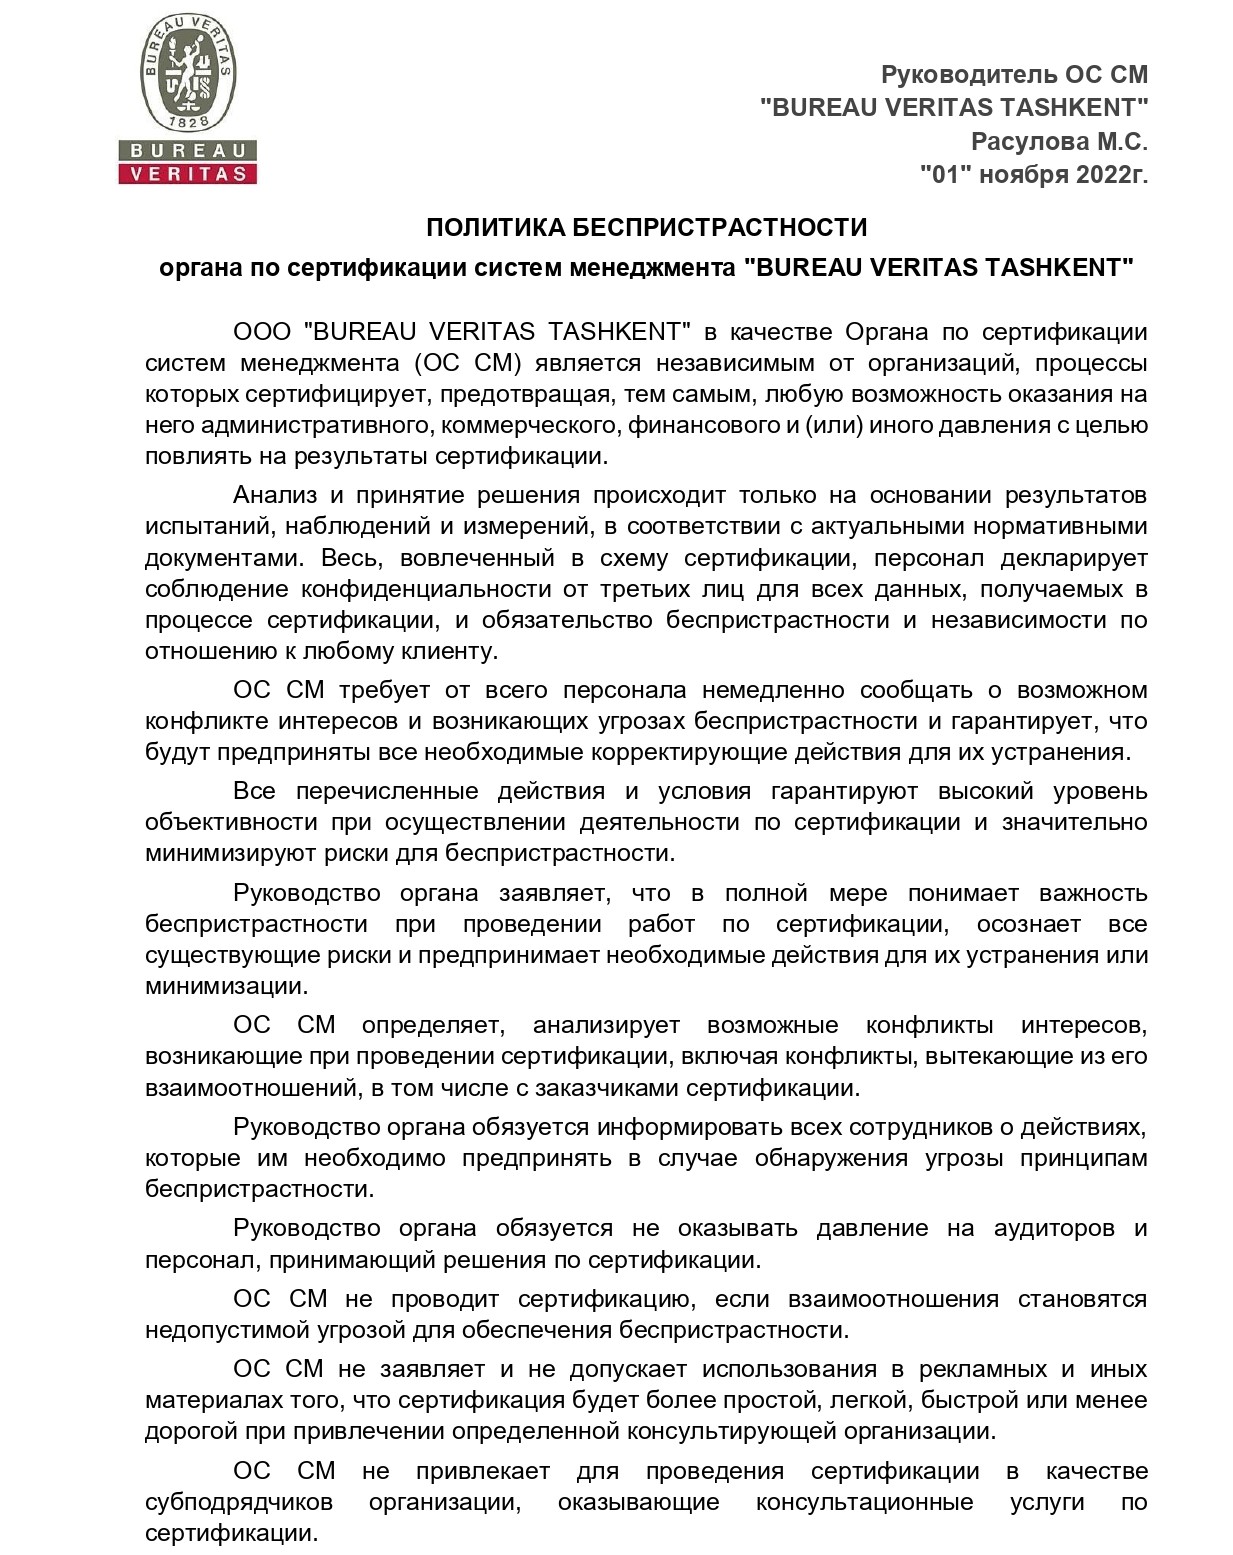 BUREAU VERITAS
1828
BUREAU
VERITAS
Руководитель ОС СМ
"BUREAU VERITAS TASHKENT"
Расулова М.С.
"01" ноября 2022г.
ПОЛИТИКА БЕСПРИСТРАСТНОСТИ
органа по сертификации систем менеджмента "BUREAU VERITAS TASHKENT"
ООО "BUREAU VERITAS TASHKENT" в качестве Органа по сертификации
систем менеджмента (ОС СМ) является независимым от организаций, процессы
которых сертифицирует, предотвращая, тем самым, любую возможность оказания на
него административного, коммерческого, финансового и (или) иного давления с целью
повлиять на результаты сертификации.
Анализ и принятие решения происходит только на основании результатов
испытаний, наблюдений и измерений, в соответствии с актуальными нормативными
документами. Весь, вовлеченный в схему сертификации, персонал декларирует
соблюдение конфиденциальности от третьих лиц для всех данных, получаемых в
процессе сертификации, и обязательство беспристрастности и независимости по
отношению к любому клиенту.
ОС СМ требует от всего персонала немедленно сообщать о возможном
конфликте интересов и возникающих угрозах беспристрастности и гарантирует, что
будут предприняты все необходимые корректирующие действия для их устранения.
Все перечисленные действия и условия гарантируют высокий уровень
объективности при осуществлении деятельности по сертификации и значительно
минимизируют риски для беспристрастности.
Руководство органа заявляет, что в полной мере понимает важность
беспристрастности при проведении работ по сертификации, осознает все
существующие риски и предпринимает необходимые действия для их устранения или
минимизации.
ОС СМ определяет, анализирует возможные конфликты интересов,
возникающие при проведении сертификации, включая конфликты, вытекающие из его
взаимоотношений, в том числе с заказчиками сертификации.
Руководство органа обязуется информировать всех сотрудников о действиях,
которые им необходимо предпринять в случае обнаружения угрозы принципам
беспристрастности.
Руководство органа обязуется не оказывать давление на аудиторов и
персонал, принимающий решения по сертификации.
ОС СМ не проводит сертификацию, если взаимоотношения становятся
недопустимой угрозой для обеспечения беспристрастности.
ОС СМ не заявляет и не допускает использования в рекламных и иных
материалах того, что сертификация будет более простой, легкой, быстрой или менее
дорогой при привлечении определенной консультирующей организации.
ОС СМ не привлекает для проведения сертификации в качестве
субподрядчиков организации, оказывающие консультационные услуги по
сертификации.